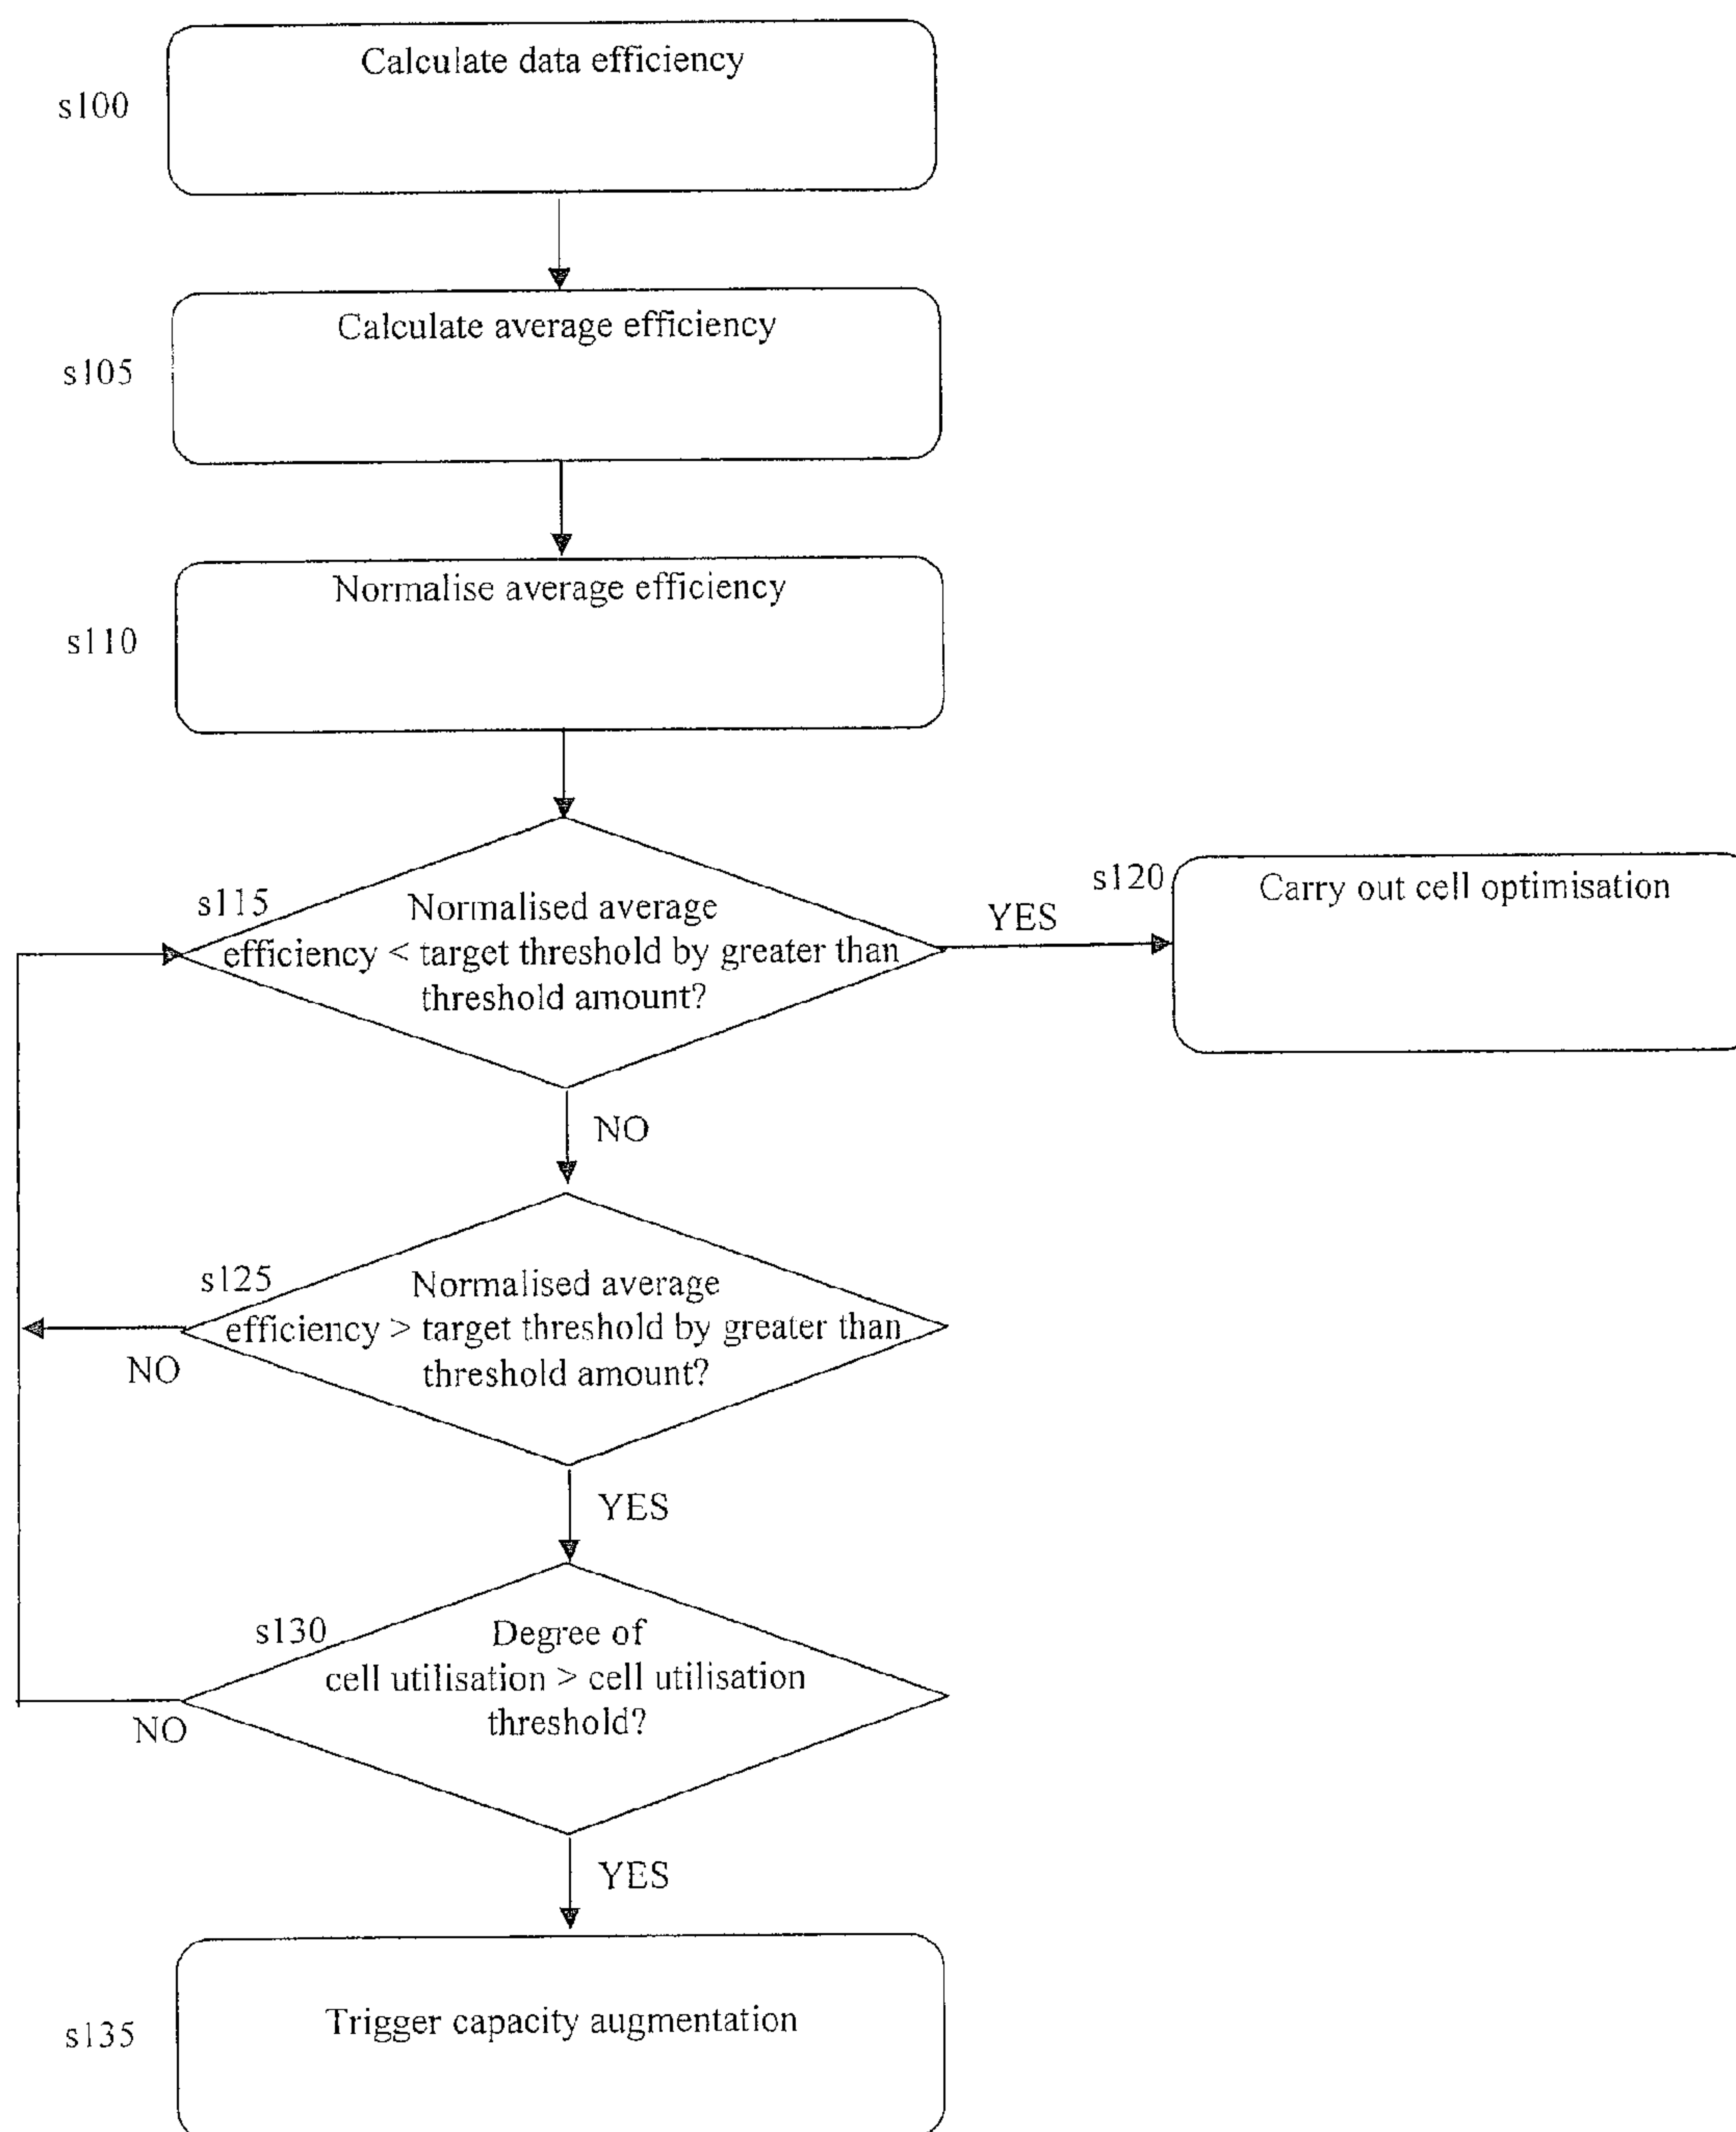 Calculate data efficiency
s100
Calculate average efficiency
s105
Normalise average efficiency
s110
s115
Normalised average
efficiency < target threshold by greater than
threshold amount?
YES
s120
Carry out cell optimisation
NO
s125
Normalised average
efficiency > target threshold by greater than
threshold amount?
NO
YES
s130
Degree of
cell utilisation > cell utilisation
threshold?
NO
YES
Trigger capacity augmentation
s135